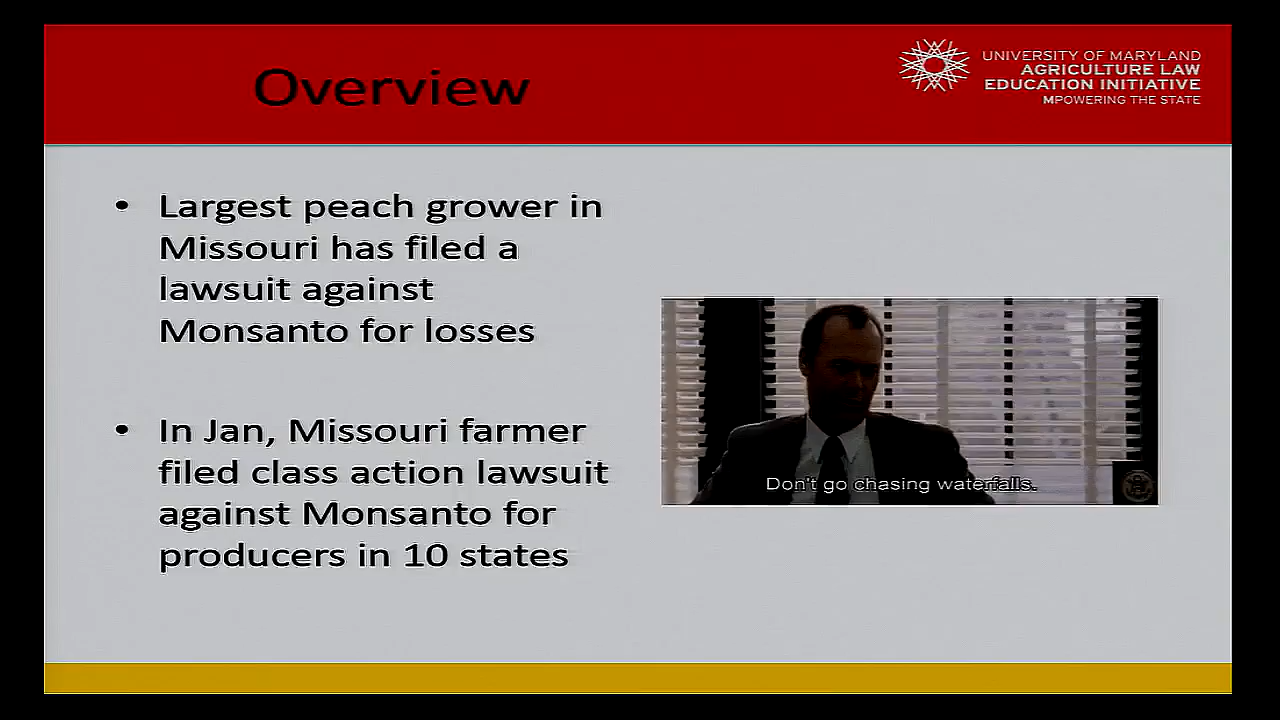 Overview
UNIVERSITY OF MARYLAND
AGRICULTURE LAW
EDUCATION INITIATIVE
MPOWERING THE STATE
• Largest peach grower in
Missouri has filed a
lawsuit against
Monsanto for losses
• In Jan, Missouri farmer
filed class action lawsuit
against Monsanto for
producers in 10 states
Don't go chasing waterfalls.